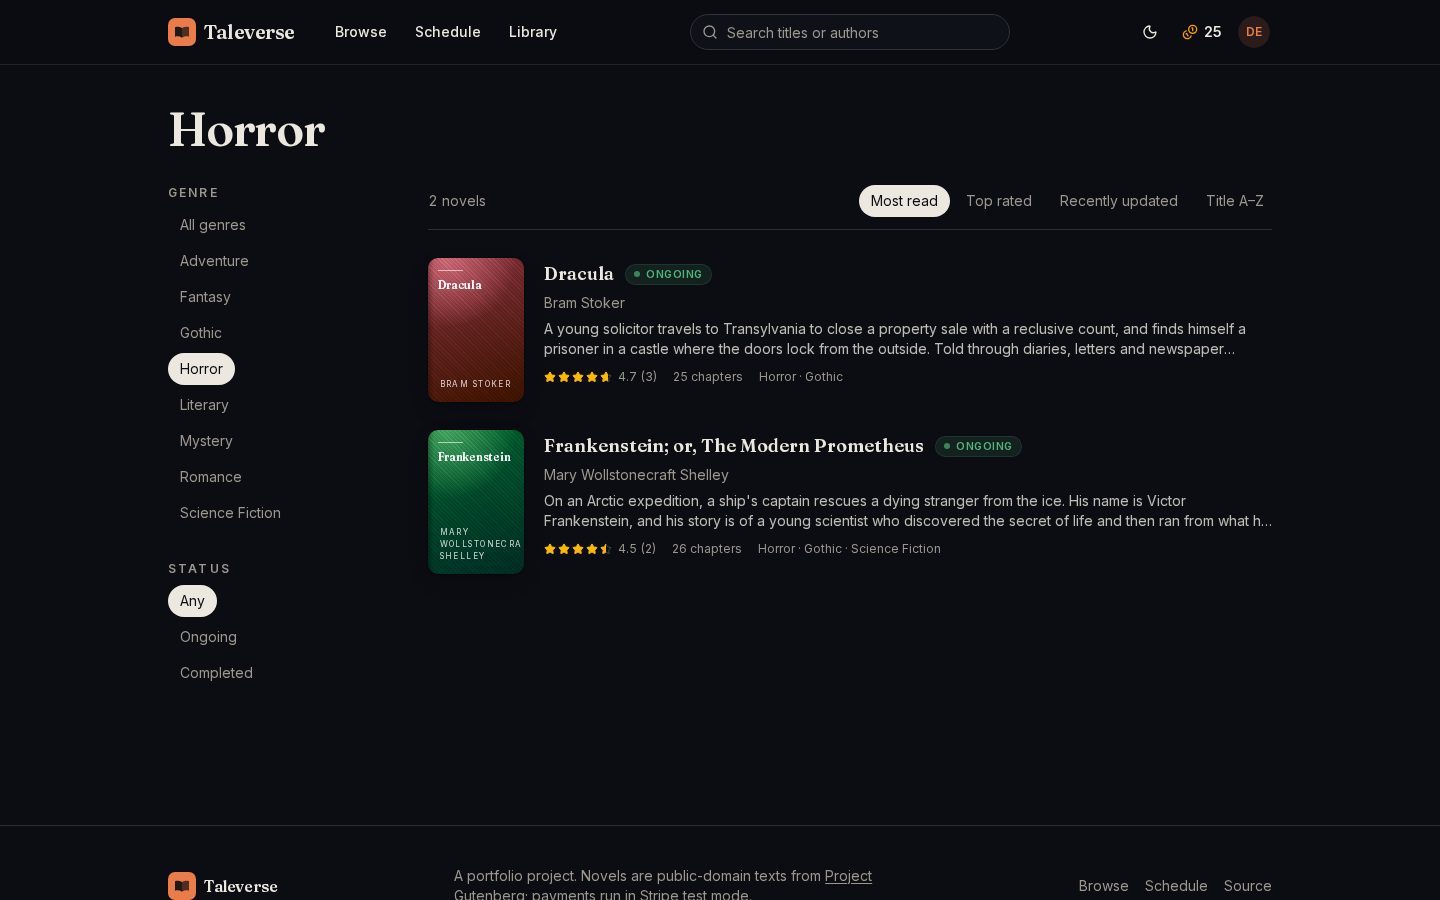 Taleverse
Browse
Schedule
Library
Search titles or authors
25
DE
Horror
GENRE
All genres
Adventure
Fantasy
Gothic
Horror
Literary
Mystery
Romance
Science Fiction
STATUS
Any
Ongoing
Completed
2 novels
Most read
Top rated
Recently updated
Title A–Z
Dracula
BRAM STOKER
Dracula
ONGOING
Bram Stoker
A young solicitor travels to Transylvania to close a property sale with a reclusive count, and finds himself a
prisoner in a castle where the doors lock from the outside. Told through diaries, letters and newspaper…
4.7 (3)
25 chapters
Horror · Gothic
Frankenstein
MARY
WOLLSTONECRA
SHELLEY
Frankenstein; or, The Modern Prometheus
ONGOING
Mary Wollstonecraft Shelley
On an Arctic expedition, a ship's captain rescues a dying stranger from the ice. His name is Victor
Frankenstein, and his story is of a young scientist who discovered the secret of life and then ran from what h…
4.5 (2)
26 chapters
Horror · Gothic · Science Fiction
Taleverse
A portfolio project. Novels are public-domain texts from Project
Gutenberg; payments run in Stripe test mode.
Browse
Schedule
Source